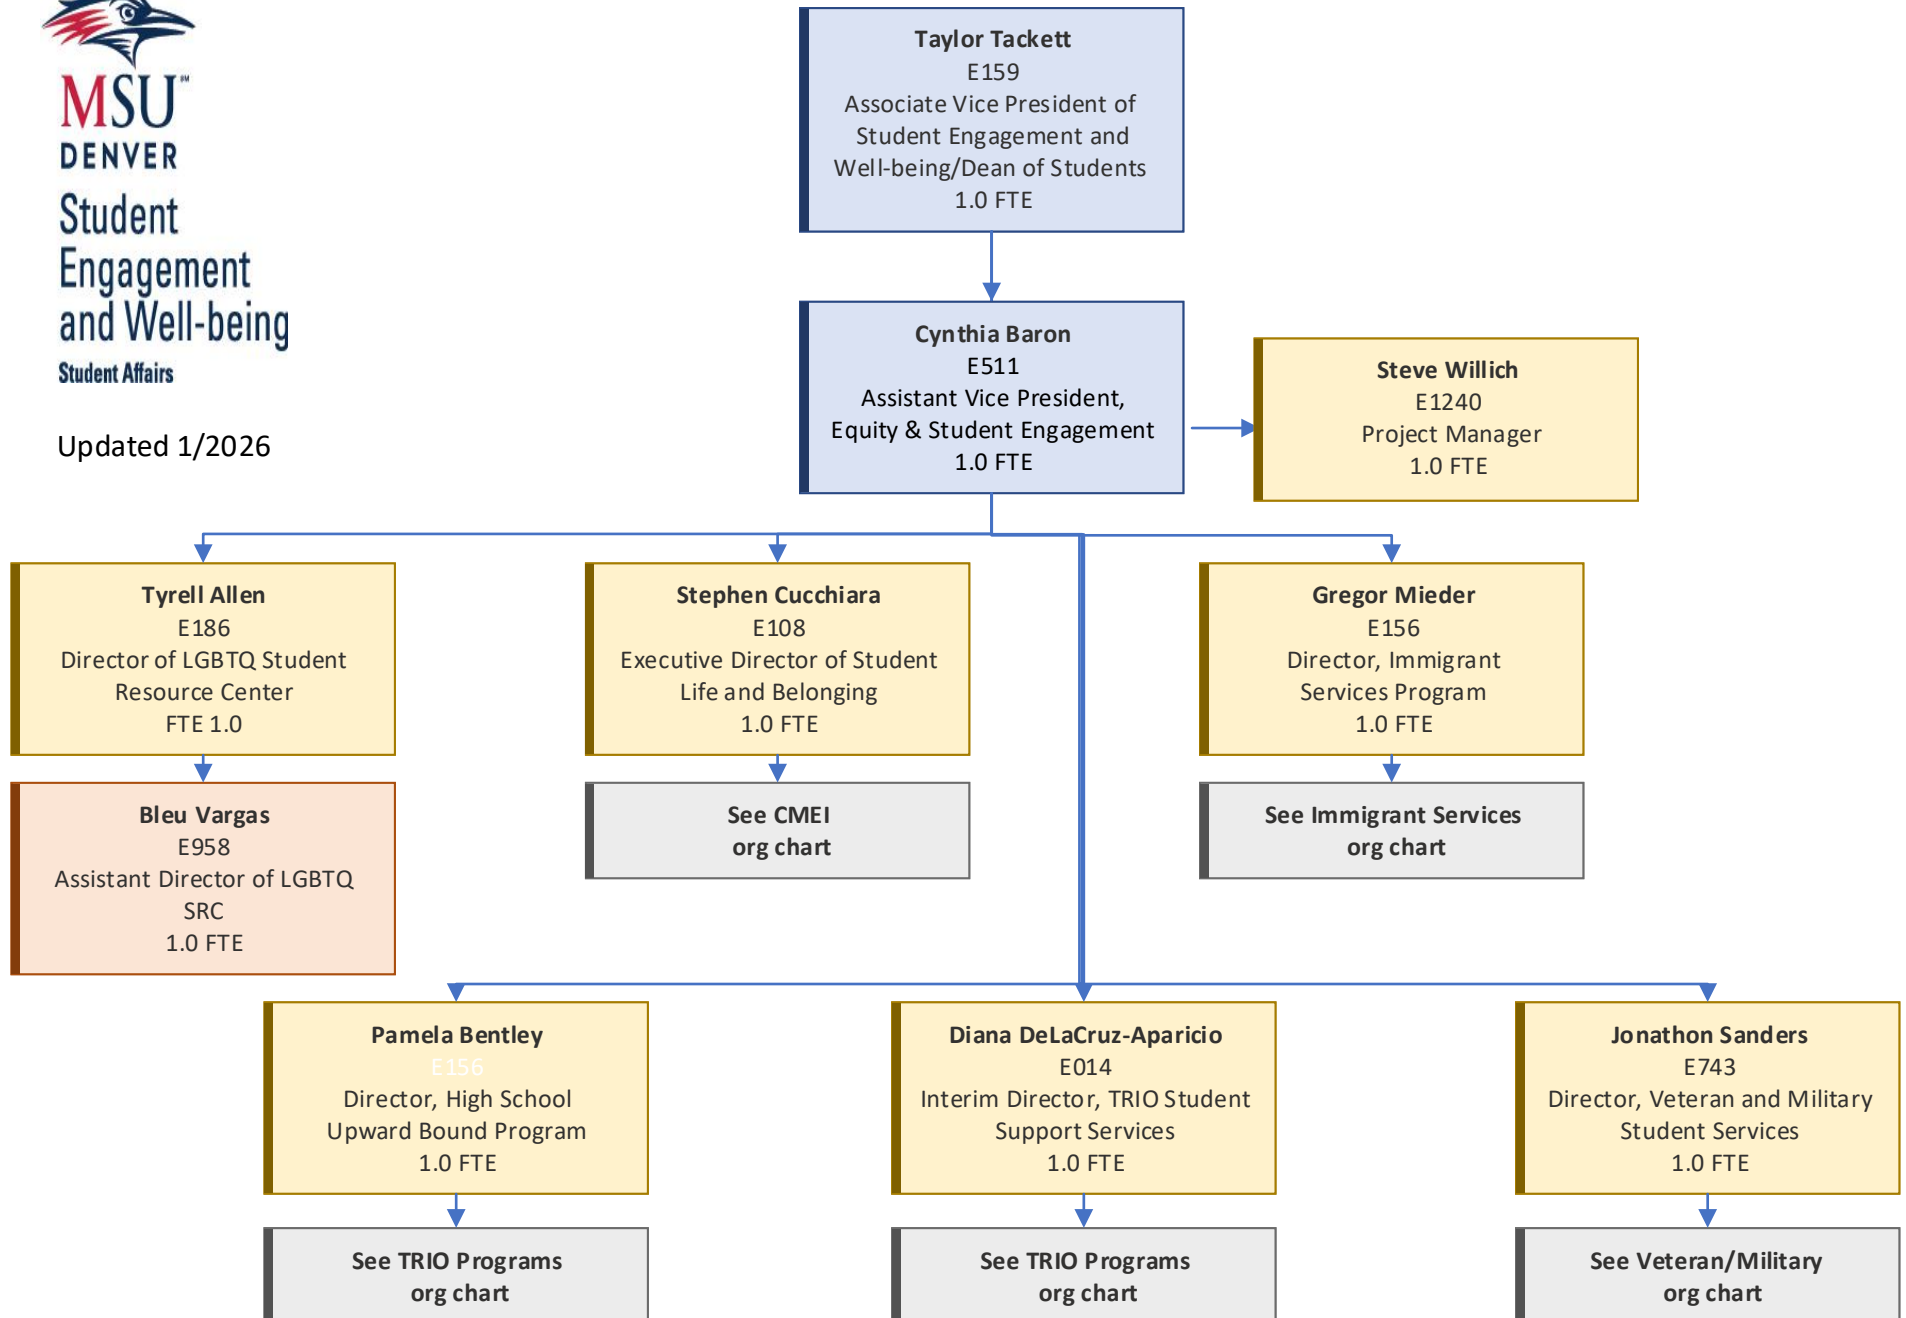 MSU
DENVER
Student
Engagement
and Well-being
Student Affairs
Updated 1/2026
Taylor Tackett
E159
Associate Vice President of
Student Engagement and
Well-being/Dean of Students
1.0 FTE
Cynthia Baron
E511
Assistant Vice President,
Equity & Student Engagement
1.0 FTE
Steve Willich
E1240
Project Manager
1.0 FTE
Tyrell Allen
E186
Director of LGBTQ Student
Resource Center
FTE 1.0
Stephen Cucchiara
E108
Executive Director of Student
Life and Belonging
1.0 FTE
Gregor Mieder
E156
Director, Immigrant
Services Program
1.0 FTE
Bleu Vargas
E958
Assistant Director of LGBTQ
SRC
1.0 FTE
See CMEI
org chart
See Immigrant Services
org chart
Pamela Bentley
E156
Director, High School
Upward Bound Program
1.0 FTE
Diana DeLaCruz-Aparicio
E014
Interim Director, TRIO Student
Support Services
1.0 FTE
Jonathon Sanders
E743
Director, Veteran and Military
Student Services
1.0 FTE
See TRIO Programs
org chart
See TRIO Programs
org chart
See Veteran/Military
org chart